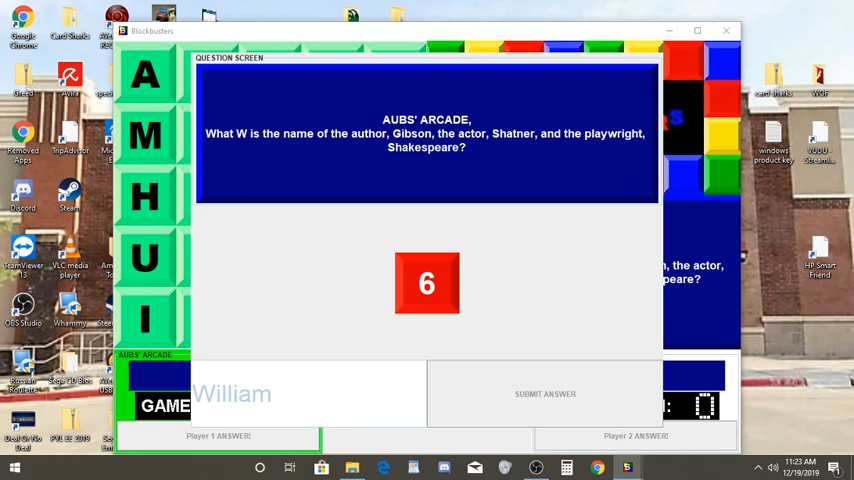 Google
Chrome
Card Sharks
Blockbusters
QUESTION SCREEN
AUBS' ARCADE,
What W is the name of the author, Gibson, the actor, Shatner, and the playwright,
Shakespeare?
6
William
SUBMIT ANSWER
A
M
H
U
I
n, the actor,
peare?
AUBS' ARCADE
GAME
0
Player 1 ANSWER!
Player 2 ANSWER!
Greed
Avira
Removed
Apps
TripAdvisor
Discord
Steam
TeamViewer
13
VLC media
player
OBS Studio
Whammy
Russian
Roulette
Sega CD Bios
Deal Or No
Deal
PYL EE 2019
card sharks
WOF
windows
product key
VUDU -
Streami...
HP Smart
Friend
11:23 AM
12/19/2019